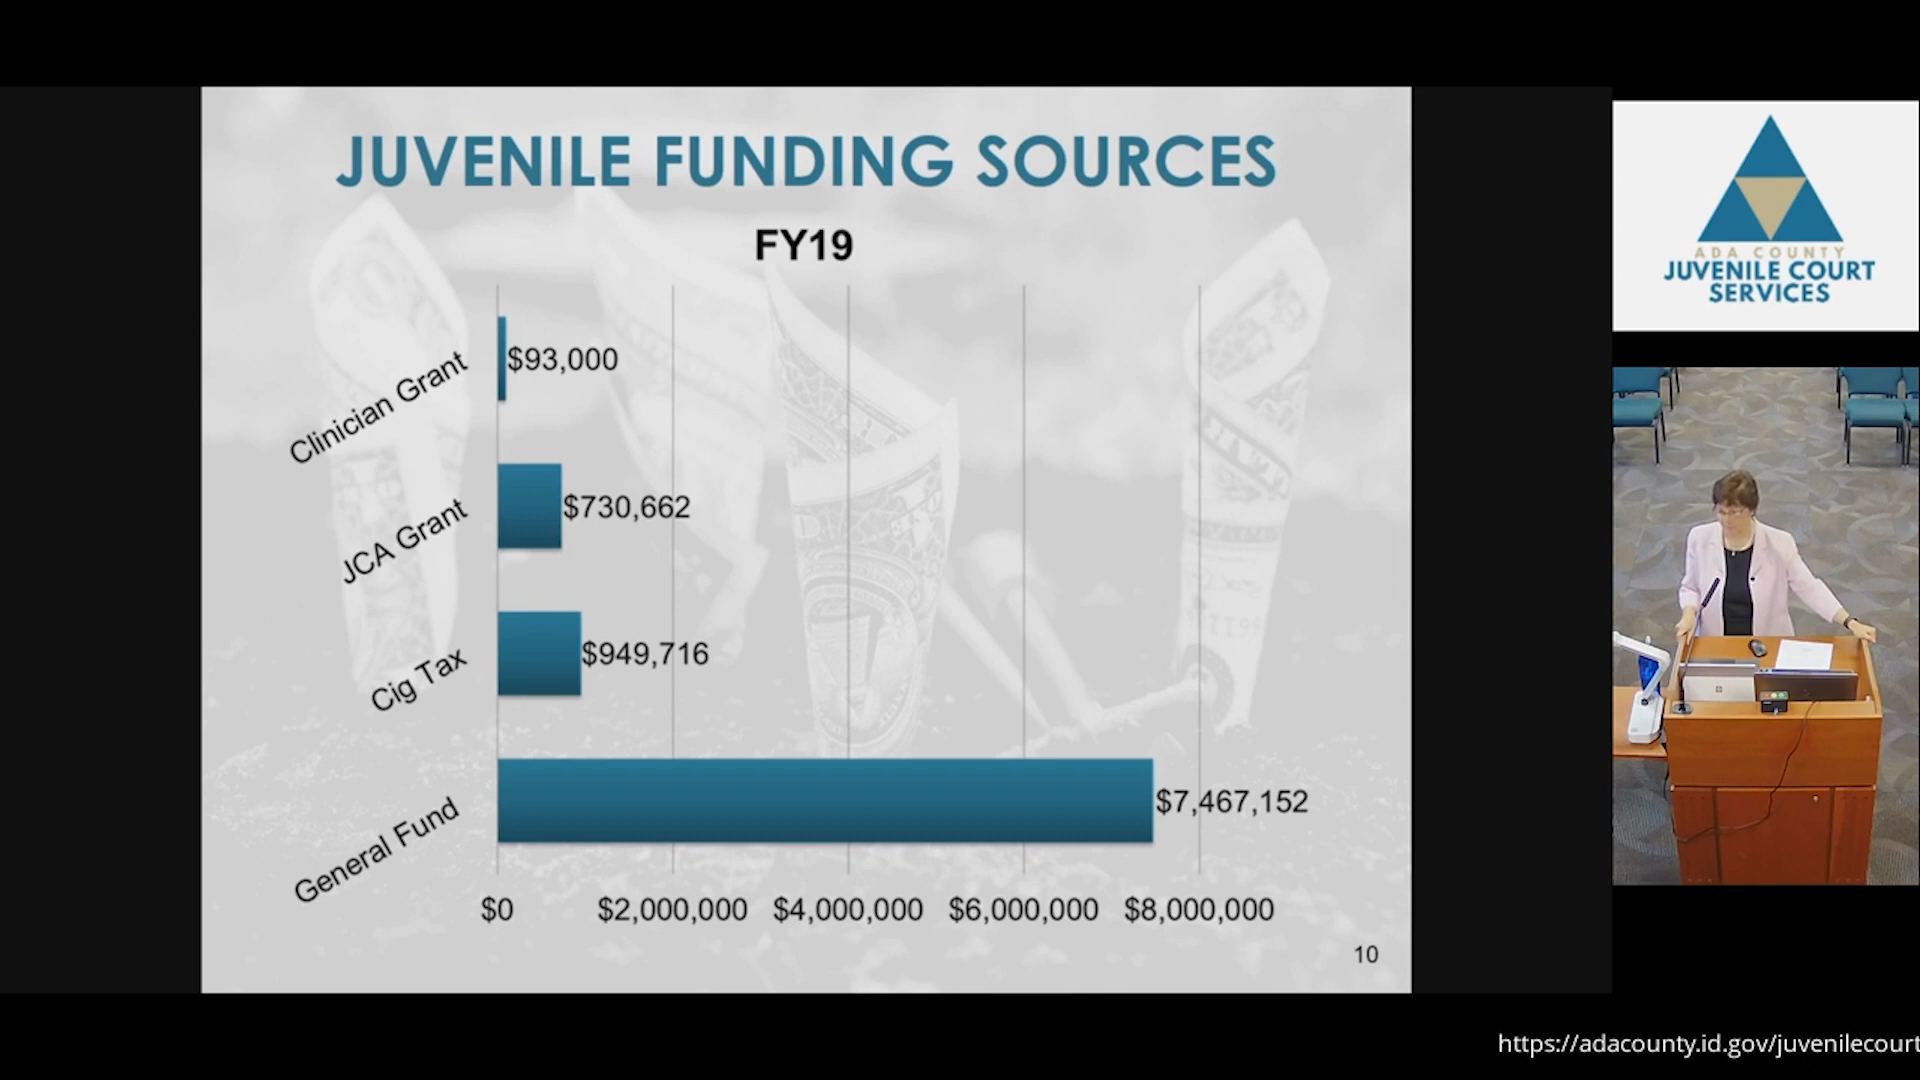 JUVENILE FUNDING SOURCES
FY19
Clinician Grant
$93,000
JCA Grant
$730,662
Cig Tax
$949,716
General Fund
$7,467,152
$0 $2,000,000 $4,000,000 $6,000,000 $8,000,000
10
ADA COUNTY
JUVENILE COURT
SERVICES
https://adacounty.id.gov/juvenilecourt